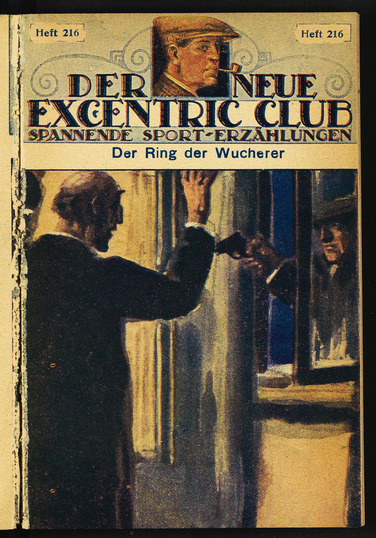 Heft 216
Heft 216
DER NEUE
EXCENTRIC CLUB
SPANNENDE SPORT-ERZÄHLUNGEN
Der Ring der Wucherer